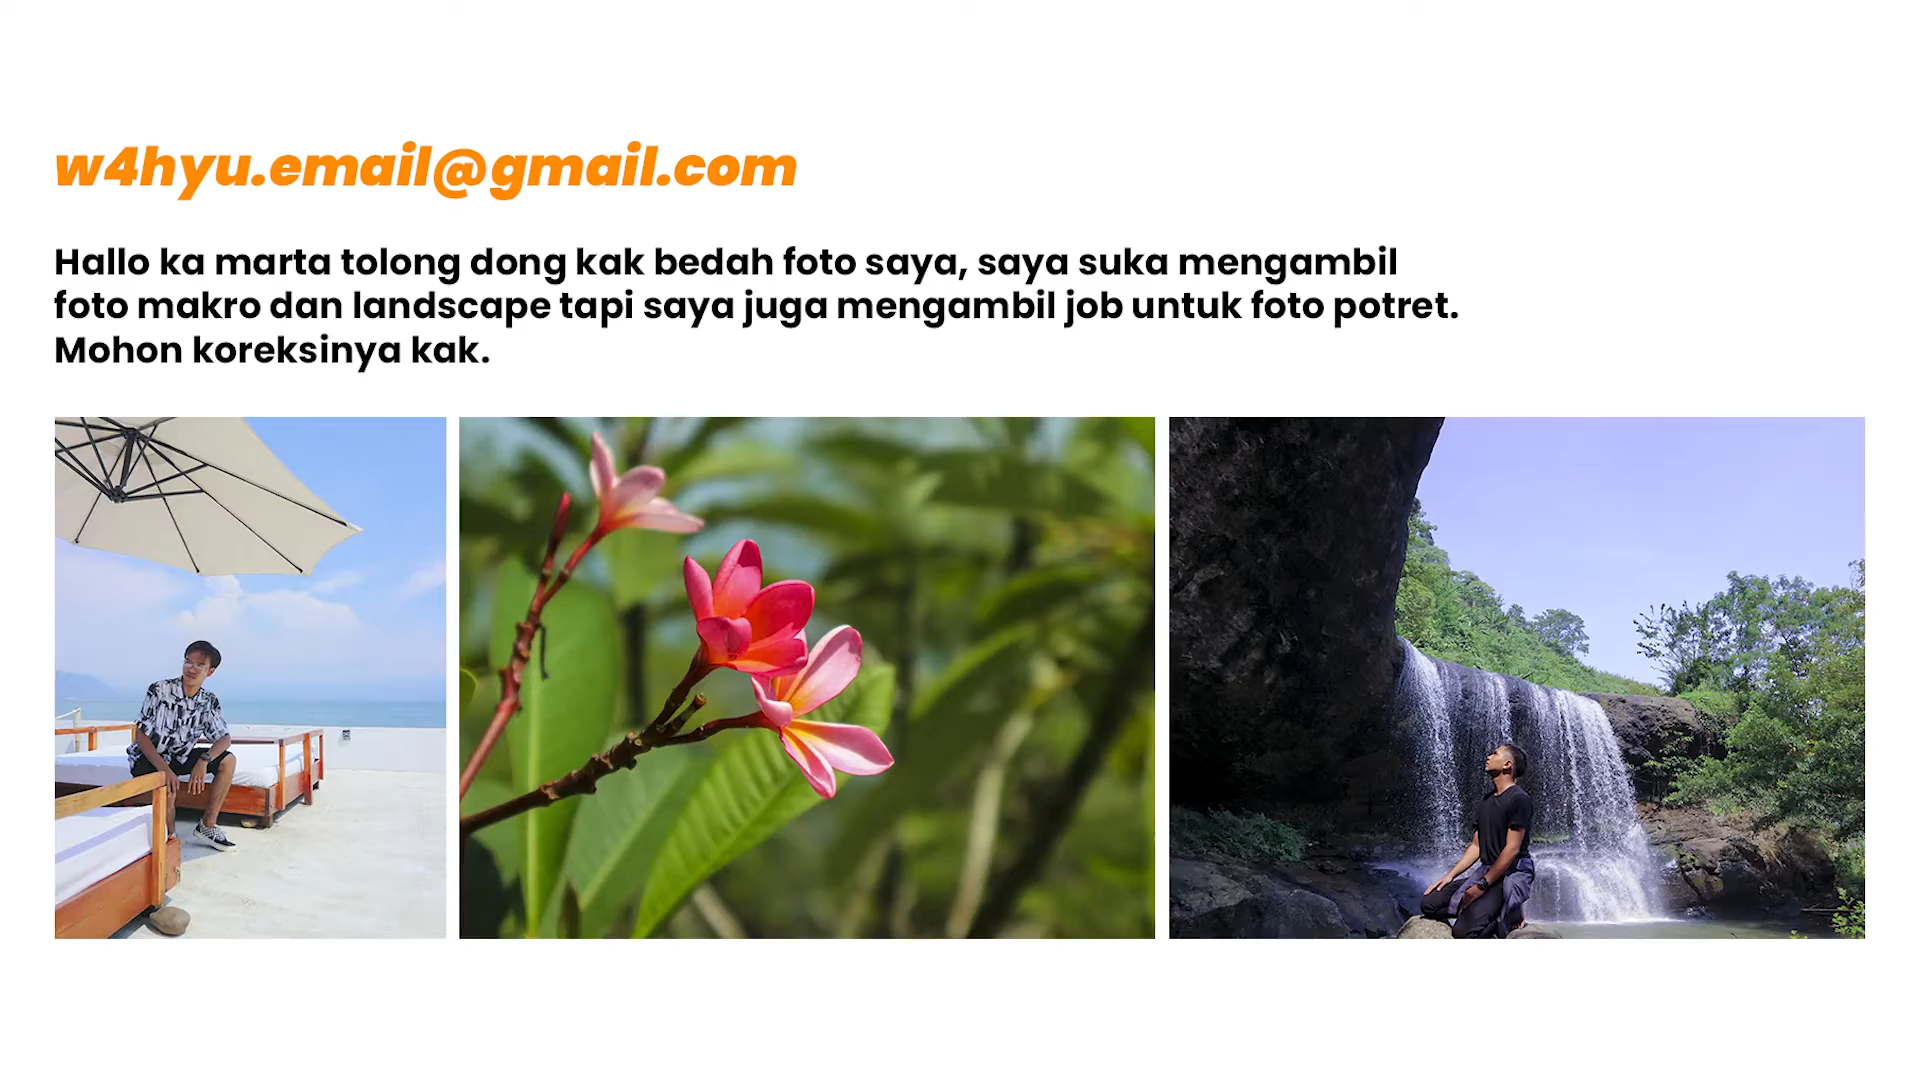 w4hyu.email@gmail.com
Hallo ka marta tolong dong kak bedah foto saya, saya suka mengambil
foto makro dan landscape tapi saya juga mengambil job untuk foto potret.
Mohon koreksinya kak.